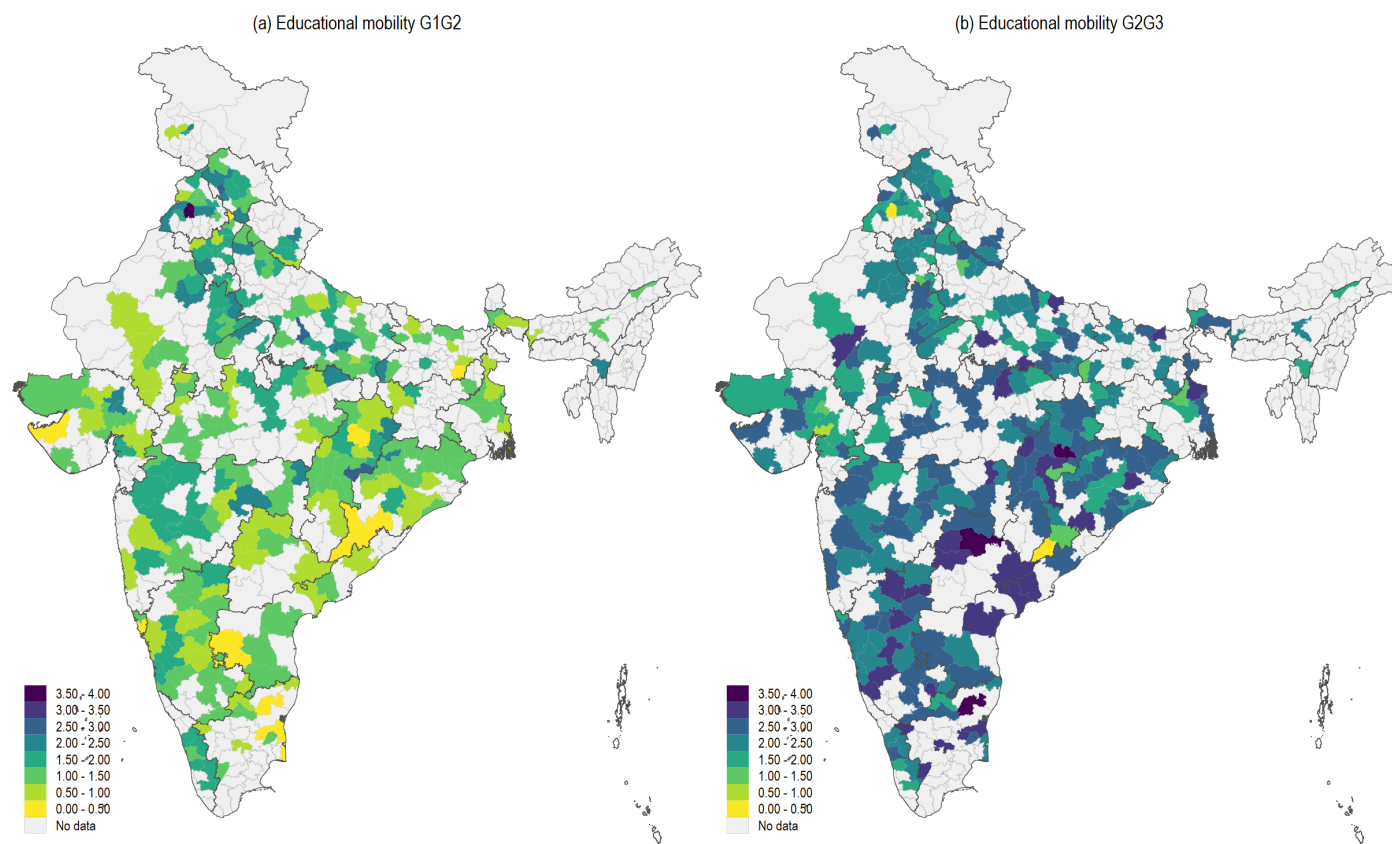 (a) Educational mobility G1G2
(b) Educational mobility G2G3
3.50 - 4.00
3.00 - 3.50
2.50 - 3.00
2.00 - 2.50
1.50 - 2.00
1.00 - 1.50
0.50 - 1.00
0.00 - 0.50
No data
3.50 - 4.00
3.00 - 3.50
2.50 - 3.00
2.00 - 2.50
1.50 - 2.00
1.00 - 1.50
0.50 - 1.00
0.00 - 0.50
No data